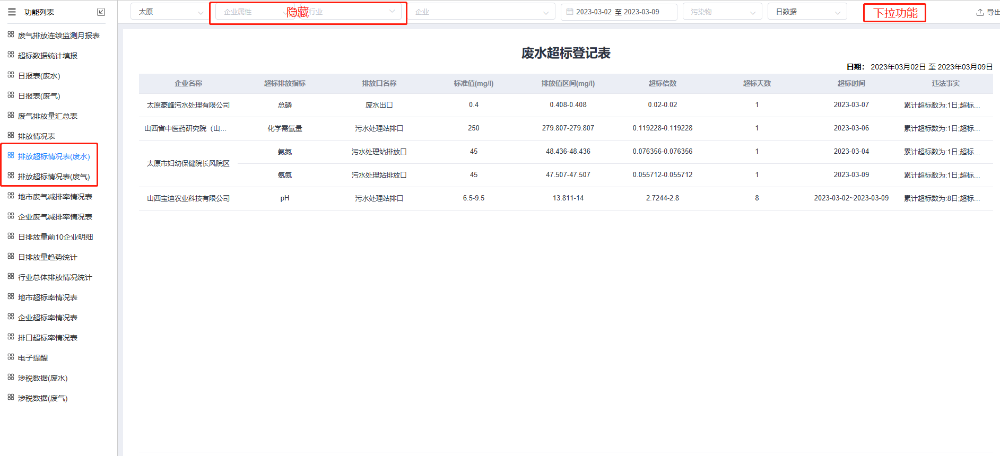 功能列表
废气排放连续监测月报表
超标数据统计填报
日报表(废水)
日报表(废气)
废气排放量汇总表
排放情况表
排放超标情况表(废水)
排放超标情况表(废气)
地市废气减排率情况表
企业废气减排率情况表
日排放量前10企业明细
日排放量趋势统计
行业总体排放情况统计
地市超标率情况表
企业超标率情况表
排口超标率情况表
电子提醒
涉税数据(废水)
涉税数据(废气)
太原 企业属性 隐藏 行业 企业 2023-03-02 至 2023-03-09 污染物 日数据 下拉功能 导出
废水超标登记表
日期： 2023年03月02日 至 2023年03月09日
企业名称 超标排放指标 排放口名称 标准值(mg/l) 排放值区间(mg/l) 超标倍数 超标天数 超标时间 违法事实
太原豪峰污水处理有限公司 总磷 废水出口 0.4 0.408-0.408 0.02-0.02 1 2023-03-07 累计超标数为:1日;超标...
山西省中医药研究院（山... 化学需氧量 污水处理站排口 250 279.807-279.807 0.119228-0.119228 1 2023-03-06 累计超标数为:1日;超标...
太原市妇幼保健院长风院区 氨氮 污水处理站排放口 45 48.436-48.436 0.076356-0.076356 1 2023-03-04 累计超标数为:1日;超标...
氨氮 污水处理站排放口 45 47.507-47.507 0.055712-0.055712 1 2023-03-09 累计超标数为:1日;超标...
山西宝迪农业科技有限公司 pH 污水处理站排口 6.5-9.5 13.811-14 2.7244-2.8 8 2023-03-02~2023-03-09 累计超标数为:8日;超标...